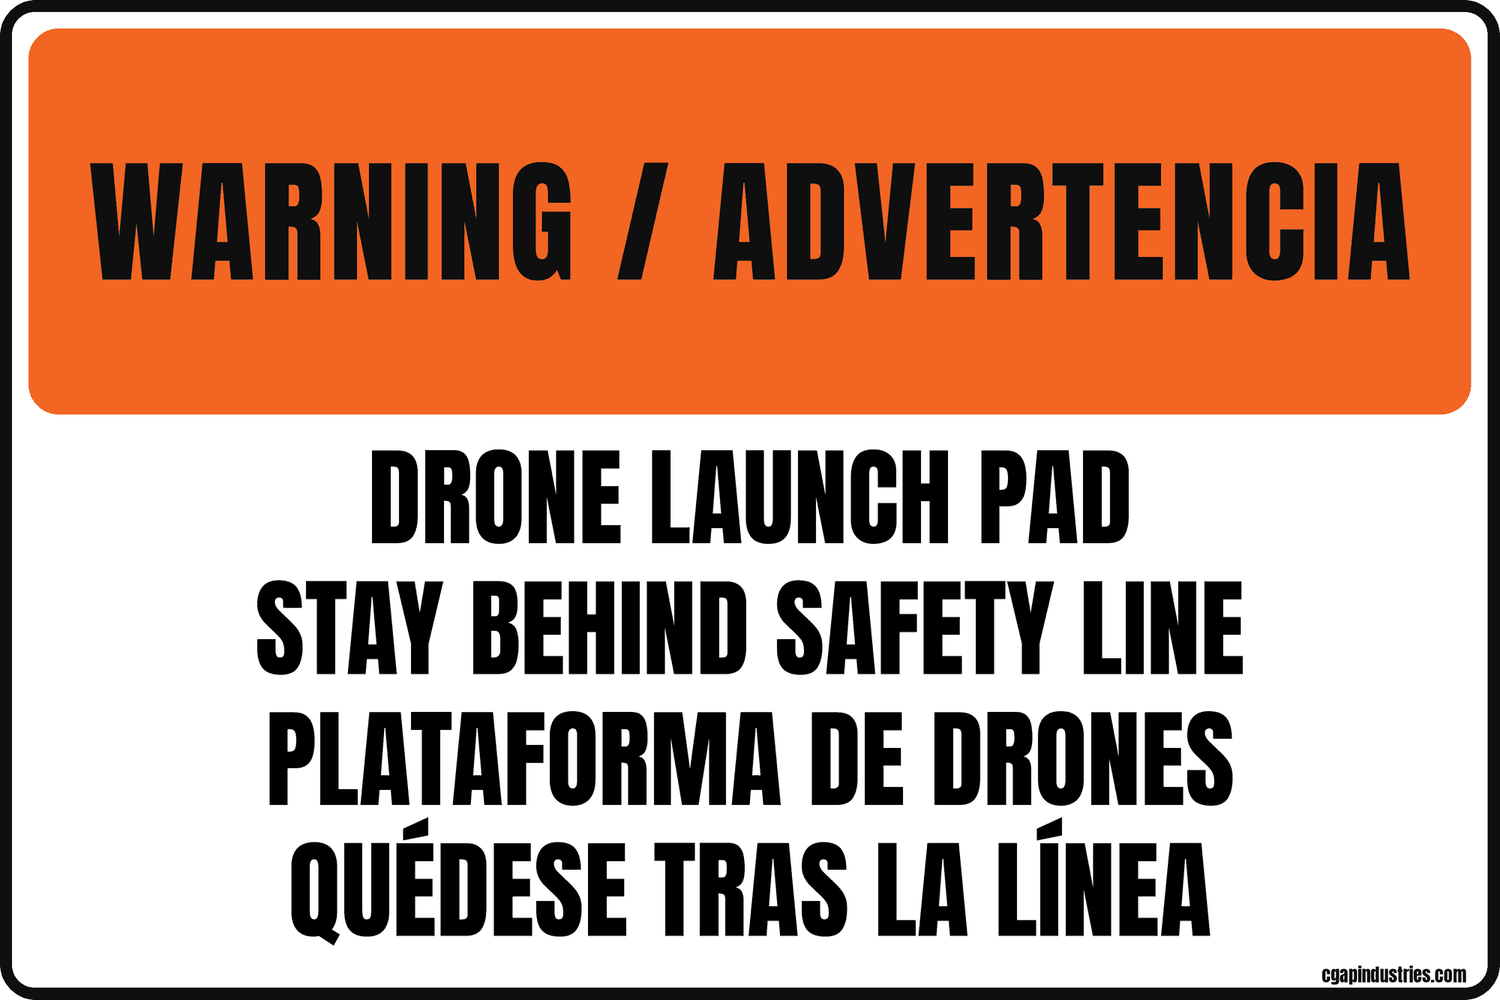 WARNING / ADVERTENCIA
DRONE LAUNCH PAD
STAY BEHIND SAFETY LINE
PLATAFORMA DE DRONES
QUÉDESE TRAS LA LÍNEA
cgapindustries.com